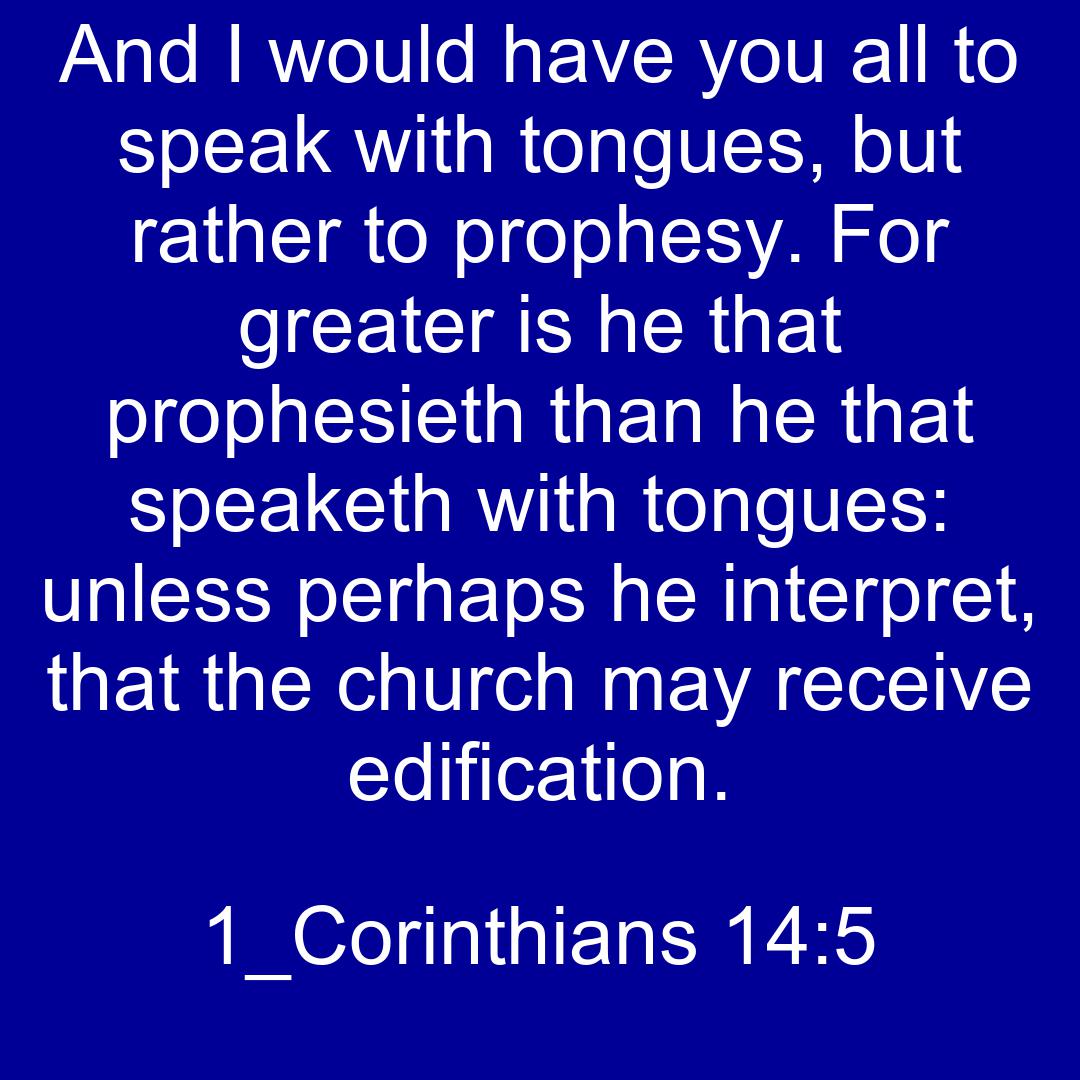 And I would have you all to
speak with tongues, but
rather to prophesy. For
greater is he that
prophesieth than he that
speaketh with tongues:
unless perhaps he interpret,
that the church may receive
edification.
1_Corinthians 14:5